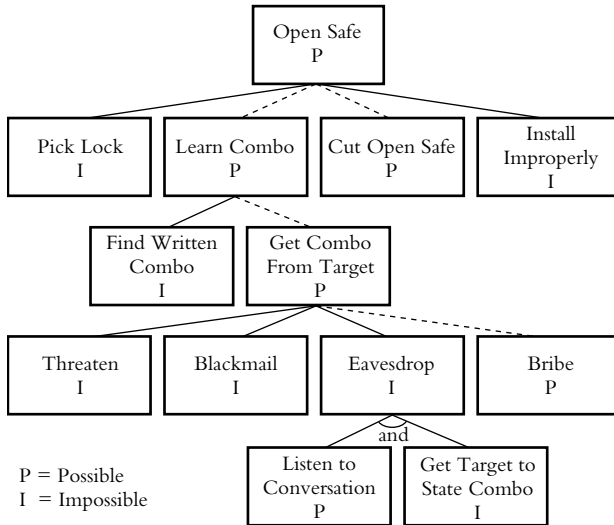 Open Safe
P
Pick Lock
I
Learn Combo
P
Cut Open Safe
P
Install
Improperly
I
Find Written
Combo
I
Get Combo
From Target
P
Threaten
I
Blackmail
I
Eavesdrop
I
Bribe
P
and
Listen to
Conversation
P
Get Target to
State Combo
I
P = Possible
I = Impossible